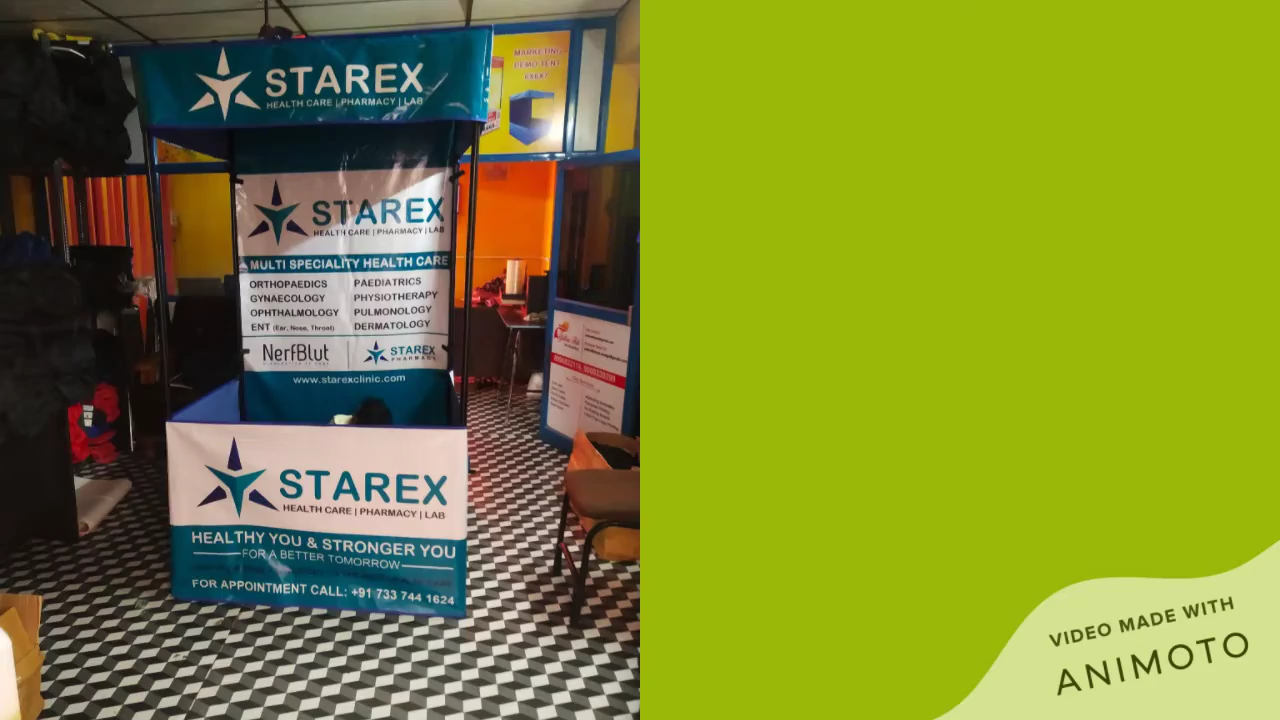 STAREX
HEALTH CARE | PHARMACY | LAB
MARKETING
DEMO TENT
STAREX
HEALTH CARE | PHARMACY | LAB
MULTI SPECIALITY HEALTH CARE
ORTHOPAEDICS PAEDIATRICS
GYNAECOLOGY PHYSIOTHERAPY
OPHTHALMOLOGY PULMONOLOGY
ENT (Ear, Nose, Throat) DERMATOLOGY
NerfBlut STAREX
PHARMACY
www.starexclinic.com
STAREX
HEALTH CARE | PHARMACY | LAB
HEALTHY YOU & STRONGER YOU
FOR A BETTER TOMORROW
FOR APPOINTMENT CALL: +91 733 744 1624
VIDEO MADE WITH
ANIMOTO